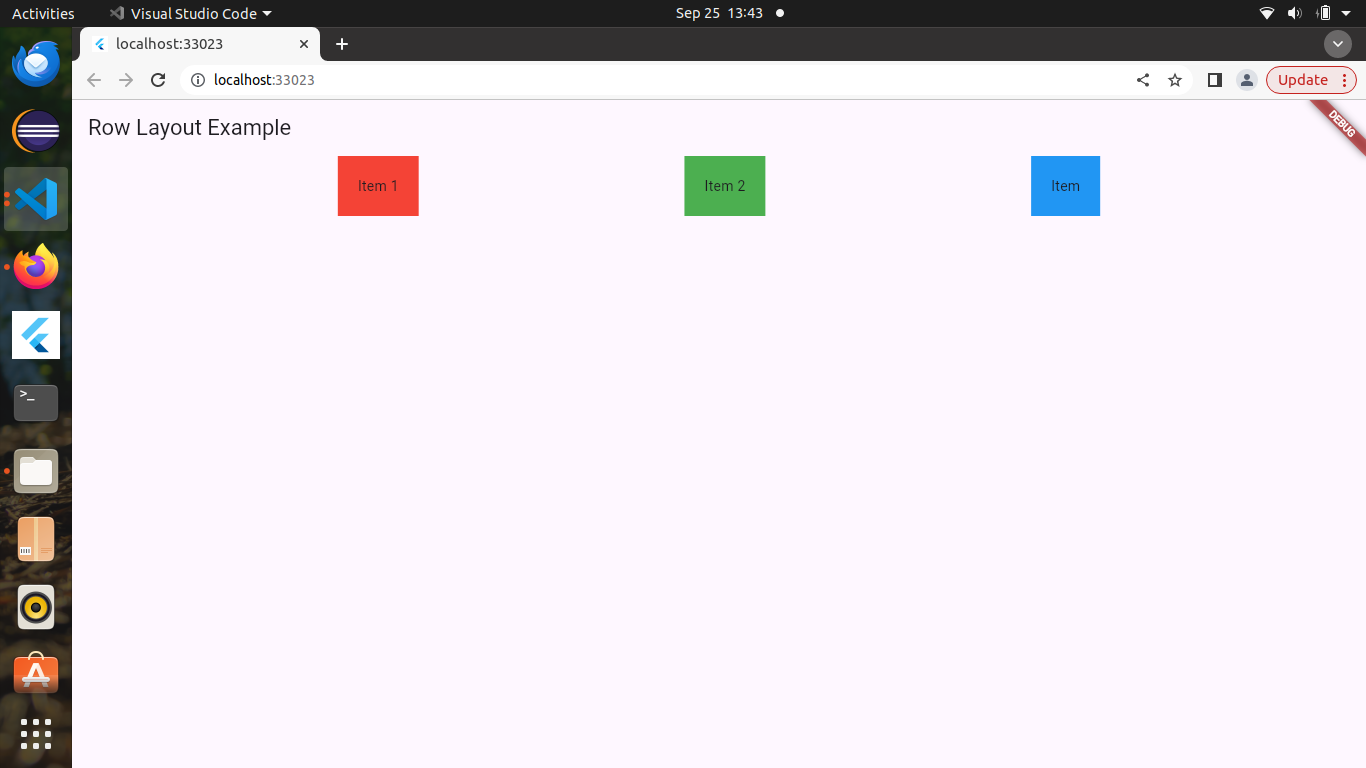 Activities
Visual Studio Code
Sep 25 13:43
localhost:33023
localhost:33023
Update
Row Layout Example
DEBUG
Item 1
Item 2
Item
>_